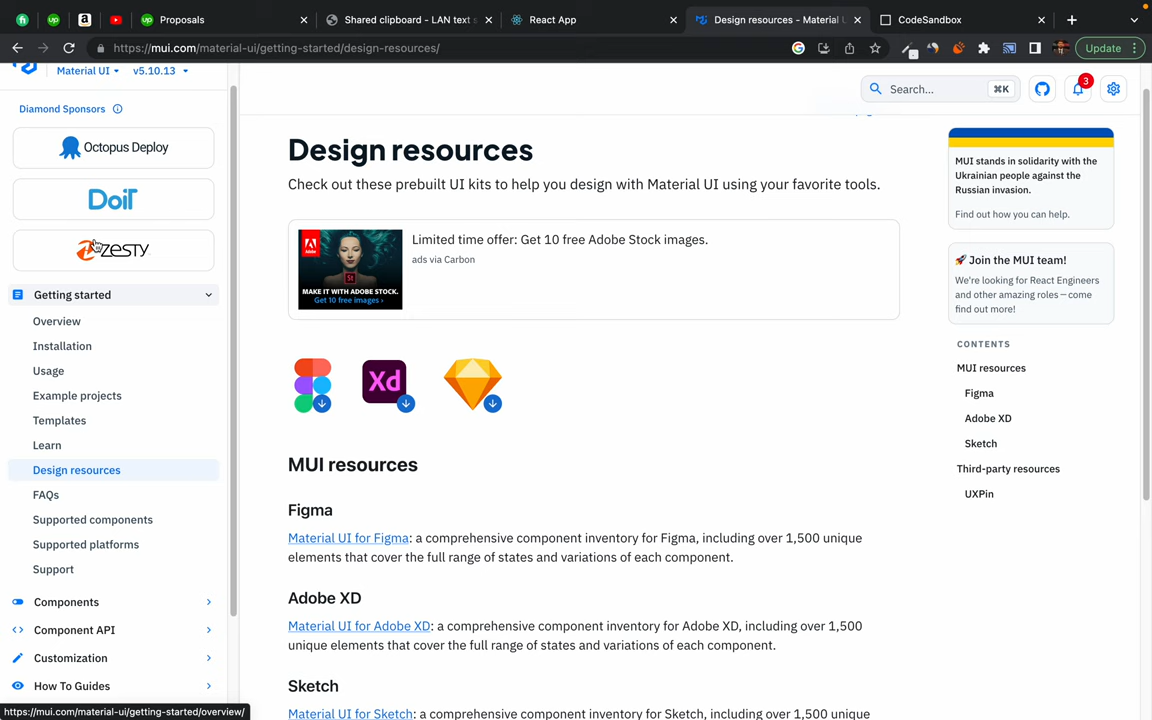 Proposals
Shared clipboard - LAN text s
React App
Design resources - Material U
CodeSandbox
https://mui.com/material-ui/getting-started/design-resources/
Update
Material UI
v5.10.13
Search...
⌘K
3
Diamond Sponsors
Octopus Deploy
DoiT
ZESTY
Getting started
Overview
Installation
Usage
Example projects
Templates
Learn
Design resources
FAQs
Supported components
Supported platforms
Support
Components
Component API
Customization
How To Guides
https://mui.com/material-ui/getting-started/overview/
Design resources
Check out these prebuilt UI kits to help you design with Material UI using your favorite tools.
MAKE IT WITH ADOBE STOCK.
Get 10 free images ›
Limited time offer: Get 10 free Adobe Stock images.
ads via Carbon
Xd
MUI resources
Figma
Material UI for Figma: a comprehensive component inventory for Figma, including over 1,500 unique
elements that cover the full range of states and variations of each component.
Adobe XD
Material UI for Adobe XD: a comprehensive component inventory for Adobe XD, including over 1,500
unique elements that cover the full range of states and variations of each component.
Sketch
Material UI for Sketch: a comprehensive component inventory for Sketch, including over 1,500 unique
MUI stands in solidarity with the
Ukrainian people against the
Russian invasion.
Find out how you can help.
🚀 Join the MUI team!
We're looking for React Engineers
and other amazing roles—come
find out more!
CONTENTS
MUI resources
Figma
Adobe XD
Sketch
Third-party resources
UXPin